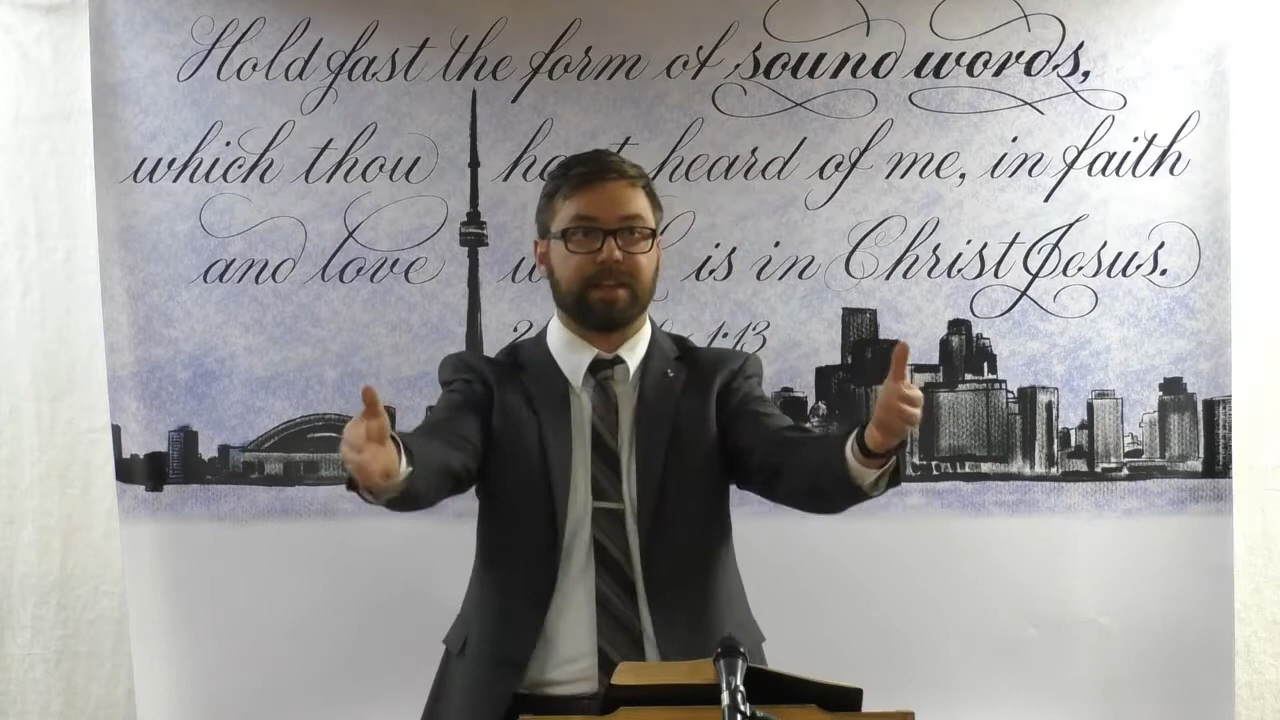 Hold fast the form of sound words,
which thou heard of me, in faith
and love is in Christ Jesus.
1:13